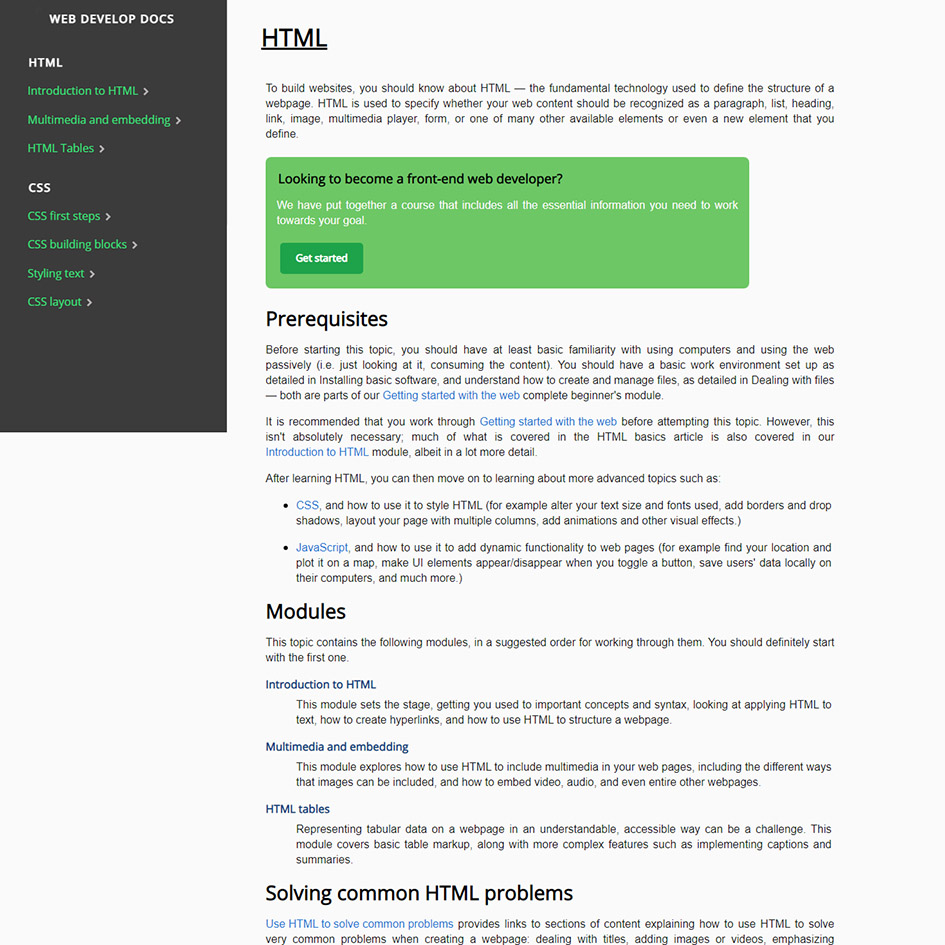 WEB DEVELOP DOCS
HTML
Introduction to HTML
Multimedia and embedding
HTML Tables
CSS
CSS first steps
CSS building blocks
Styling text
CSS layout
HTML
To build websites, you should know about HTML — the fundamental technology used to define the structure of a
webpage. HTML is used to specify whether your web content should be recognized as a paragraph, list, heading,
link, image, multimedia player, form, or one of many other available elements or even a new element that you
define.
Looking to become a front-end web developer?
We have put together a course that includes all the essential information you need to work
towards your goal.
Get started
Prerequisites
Before starting this topic, you should have at least basic familiarity with using computers and using the web
passively (i.e. just looking at it, consuming the content). You should have a basic work environment set up as
detailed in Installing basic software, and understand how to create and manage files, as detailed in Dealing with files
— both are parts of our Getting started with the web complete beginner's module.
It is recommended that you work through Getting started with the web before attempting this topic. However, this
isn't absolutely necessary; much of what is covered in the HTML basics article is also covered in our
Introduction to HTML module, albeit in a lot more detail.
After learning HTML, you can then move on to learning about more advanced topics such as:
• CSS, and how to use it to style HTML (for example alter your text size and fonts used, add borders and drop
shadows, layout your page with multiple columns, add animations and other visual effects.)
• JavaScript, and how to use it to add dynamic functionality to web pages (for example find your location and
plot it on a map, make UI elements appear/disappear when you toggle a button, save users' data locally on
their computers, and much more.)
Modules
This topic contains the following modules, in a suggested order for working through them. You should definitely start
with the first one.
Introduction to HTML
This module sets the stage, getting you used to important concepts and syntax, looking at applying HTML to
text, how to create hyperlinks, and how to use HTML to structure a webpage.
Multimedia and embedding
This module explores how to use HTML to include multimedia in your web pages, including the different ways
that images can be included, and how to embed video, audio, and even entire other webpages.
HTML tables
Representing tabular data on a webpage in an understandable, accessible way can be a challenge. This
module covers basic table markup, along with more complex features such as implementing captions and
summaries.
Solving common HTML problems
Use HTML to solve common problems provides links to sections of content explaining how to use HTML to solve
very common problems when creating a webpage: dealing with titles, adding images or videos, emphasizing